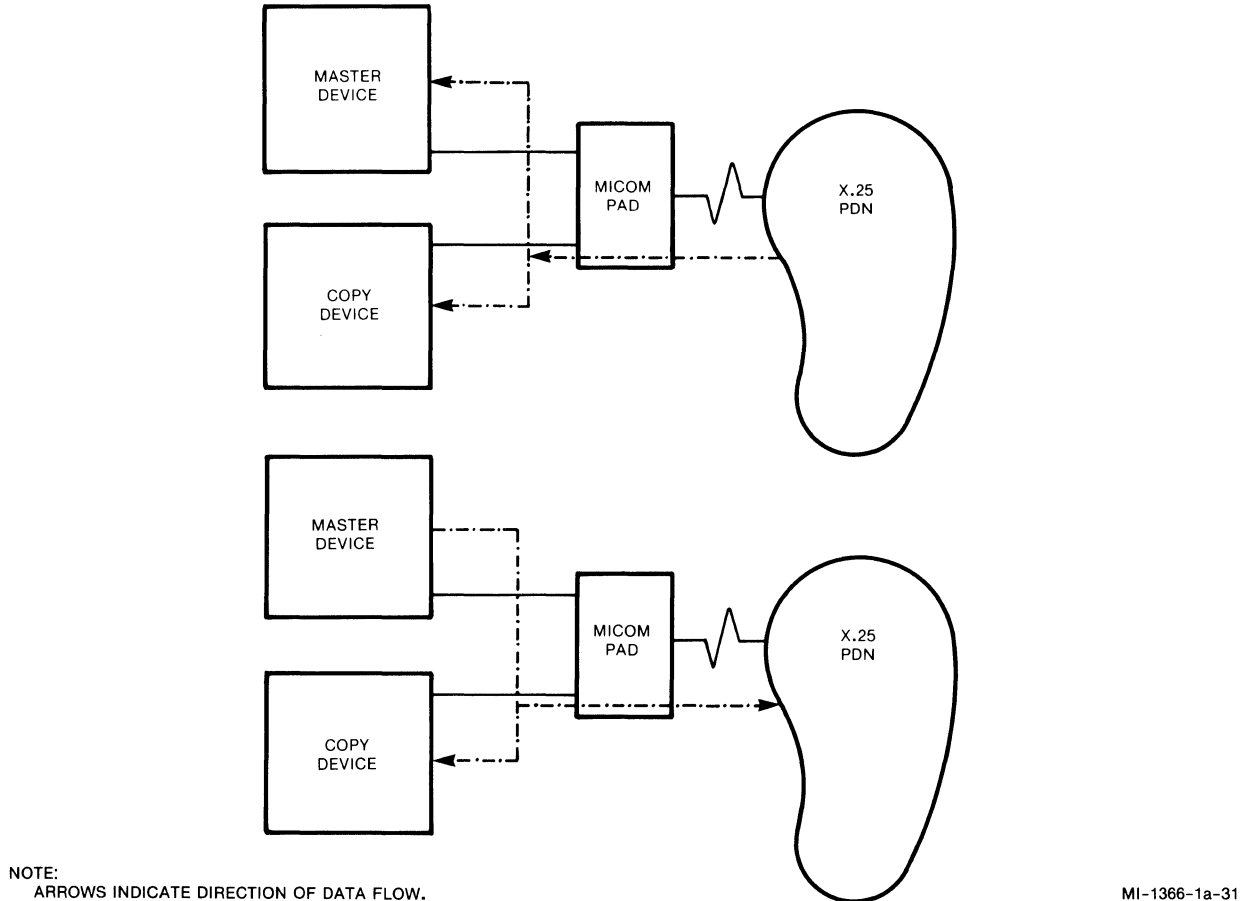 MASTER
DEVICE
MICOM
PAD
X.25
PDN
COPY
DEVICE
MASTER
DEVICE
MICOM
PAD
X.25
PDN
COPY
DEVICE
NOTE:
ARROWS INDICATE DIRECTION OF DATA FLOW.
MI-1366-1a-31